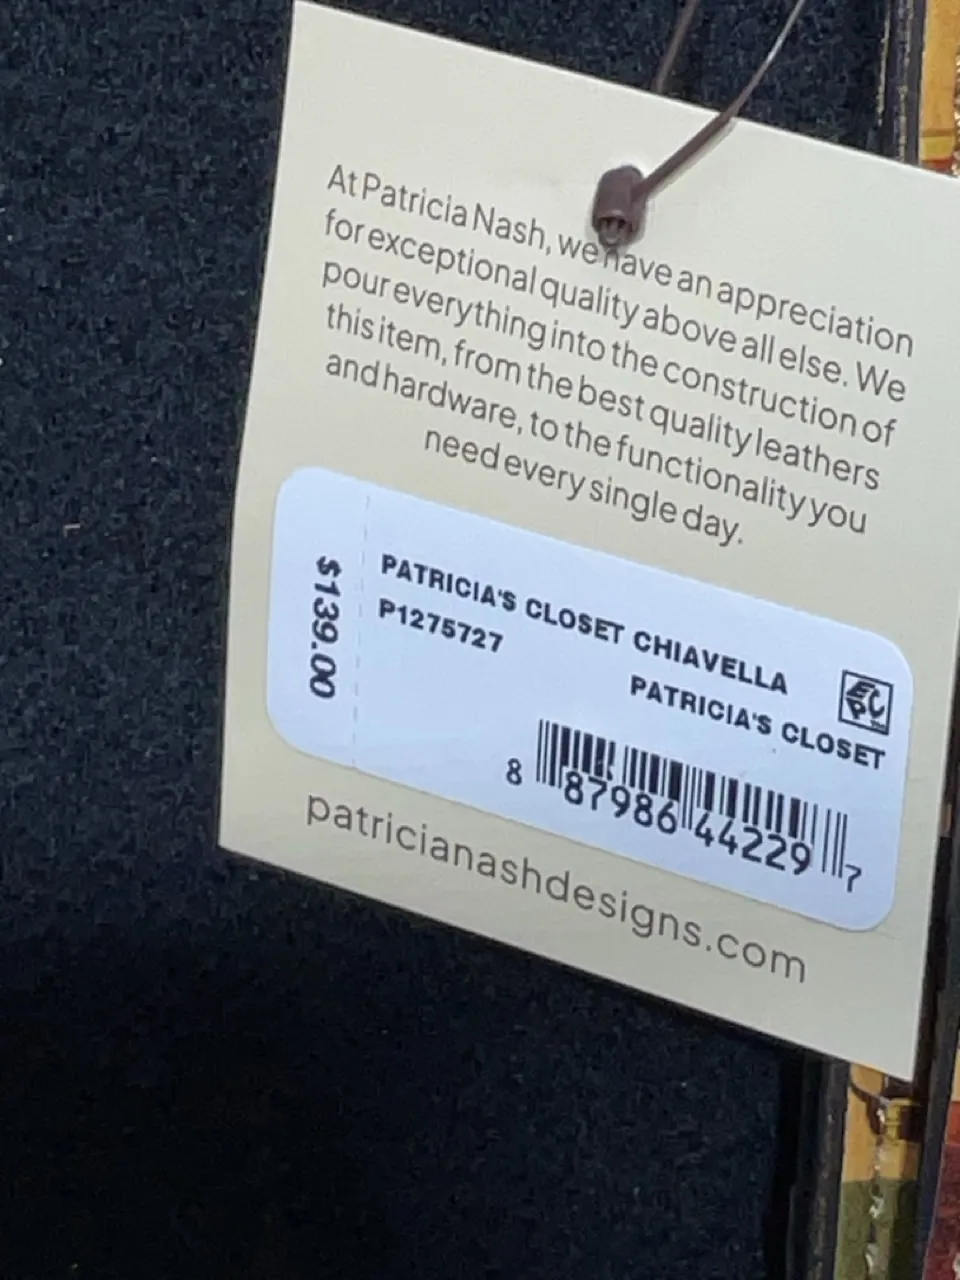 At Patricia Nash, we have an appreciation
for exceptional quality above all else. We
pour everything into the construction of
this item, from the best quality leathers
and hardware, to the functionality you
need every single day.
$139.00
PATRICIA'S CLOSET CHIAVELLA
P1275727
PATRICIA'S CLOSET
EPC
8 87986 44229 7
patricianashdesigns.com